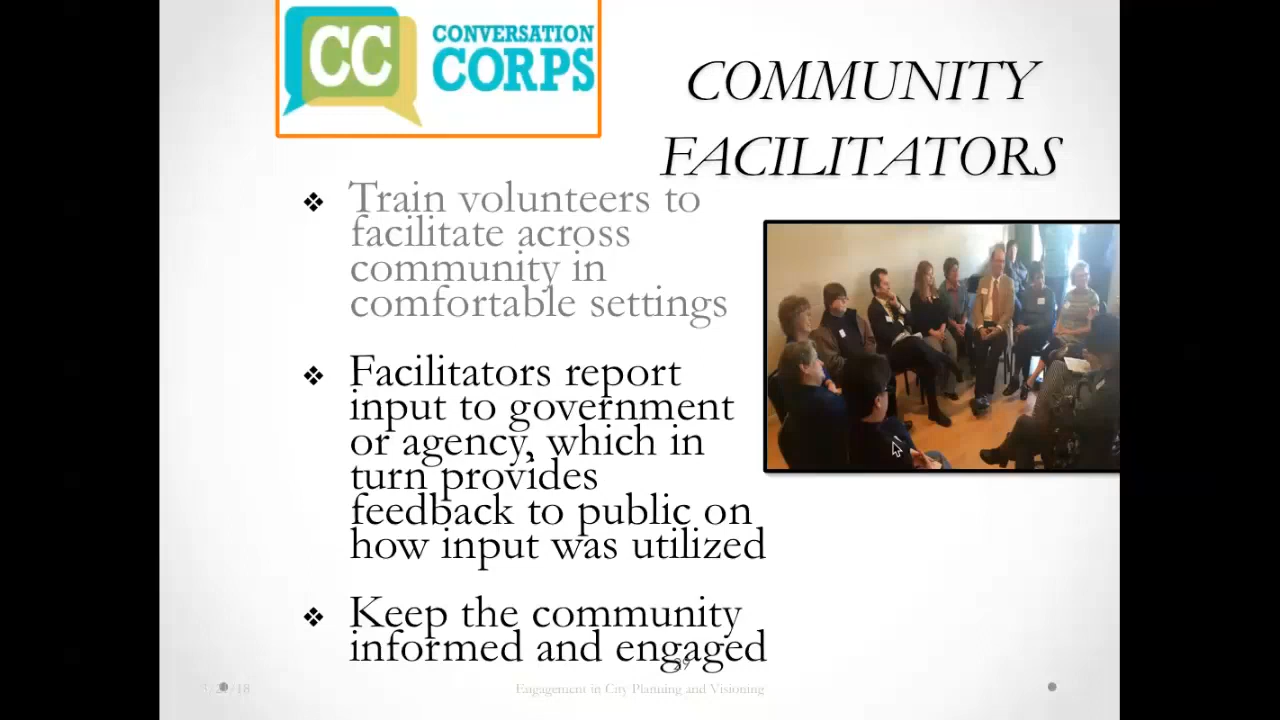 CC
CONVERSATION
CORPS
COMMUNITY
FACILITATORS
Train volunteers to
facilitate across
community in
comfortable settings
Facilitators report
input to government
or agency, which in
turn provides
feedback to public on
how input was utilized
Keep the community
informed and engaged
Engagement in City Planning and Visioning